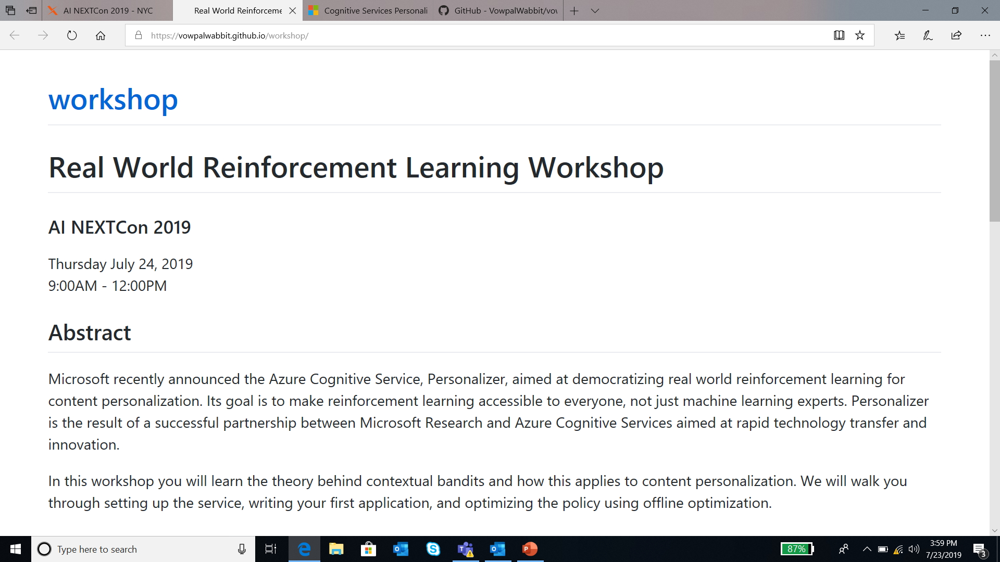 AI NEXTCon 2019 - NYC
Real World Reinforceme
Cognitive Services Personali
GitHub - VowpalWabbit/vov
https://vowpalwabbit.github.io/workshop/
workshop
Real World Reinforcement Learning Workshop
AI NEXTCon 2019
Thursday July 24, 2019
9:00AM - 12:00PM
Abstract
Microsoft recently announced the Azure Cognitive Service, Personalizer, aimed at democratizing real world reinforcement learning for
content personalization. Its goal is to make reinforcement learning accessible to everyone, not just machine learning experts. Personalizer
is the result of a successful partnership between Microsoft Research and Azure Cognitive Services aimed at rapid technology transfer and
innovation.
In this workshop you will learn the theory behind contextual bandits and how this applies to content personalization. We will walk you
through setting up the service, writing your first application, and optimizing the policy using offline optimization.
Type here to search
87%
3:59 PM
7/23/2019
3